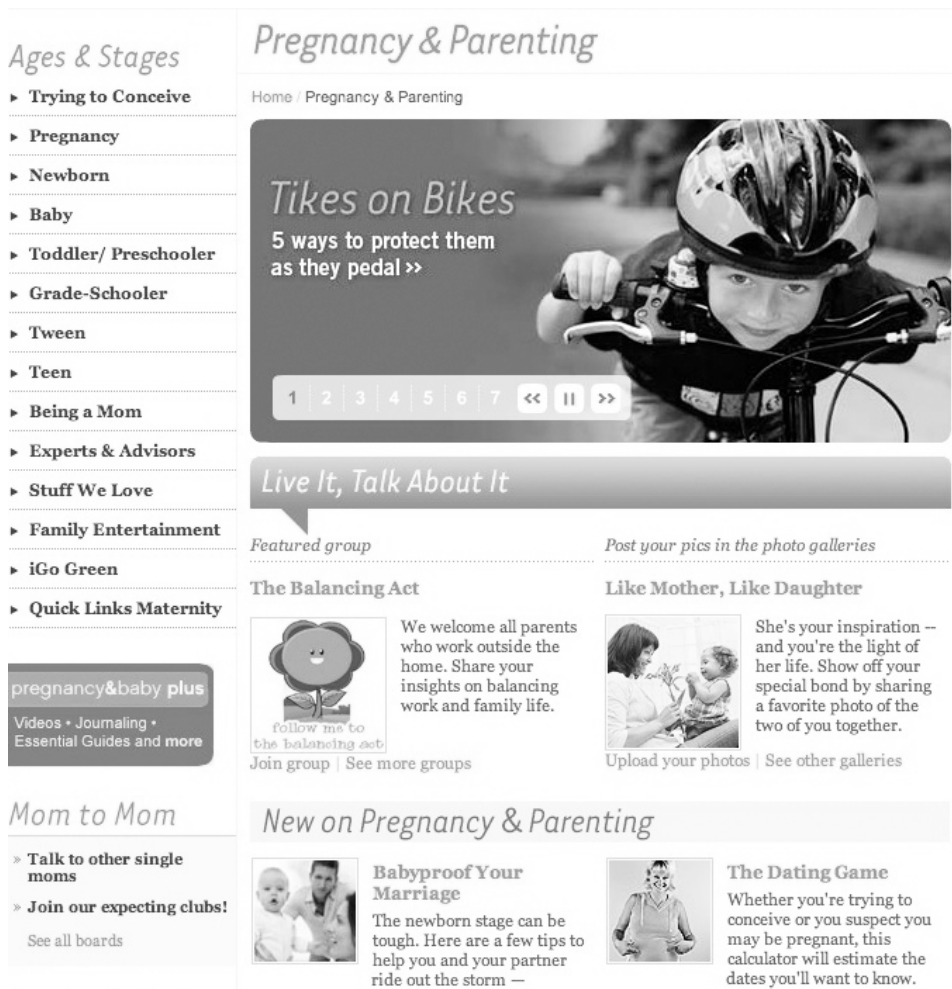 Ages & Stages
Trying to Conceive
Pregnancy
Newborn
Baby
Toddler/ Preschooler
Grade-Schooler
Tween
Teen
Being a Mom
Experts & Advisors
Stuff We Love
Family Entertainment
iGo Green
Quick Links Maternity
pregnancy&baby plus
Videos • Journaling •
Essential Guides and more
Mom to Mom
» Talk to other single
moms
» Join our expecting clubs!
See all boards
Pregnancy & Parenting
Home / Pregnancy & Parenting
Tikes on Bikes
5 ways to protect them
as they pedal >>
1 2 3 4 5 6 7 << >>
Live It, Talk About It
Featured group
The Balancing Act
follow me to
the balancing act
We welcome all parents
who work outside the
home. Share your
insights on balancing
work and family life.
Join group | See more groups
Post your pics in the photo galleries
Like Mother, Like Daughter
She's your inspiration --
and you're the light of
her life. Show off your
special bond by sharing
a favorite photo of the
two of you together.
Upload your photos | See other galleries
New on Pregnancy & Parenting
Babyproof Your
Marriage
The newborn stage can be
tough. Here are a few tips to
help you and your partner
ride out the storm —
The Dating Game
Whether you're trying to
conceive or you suspect you
may be pregnant, this
calculator will estimate the
dates you'll want to know.